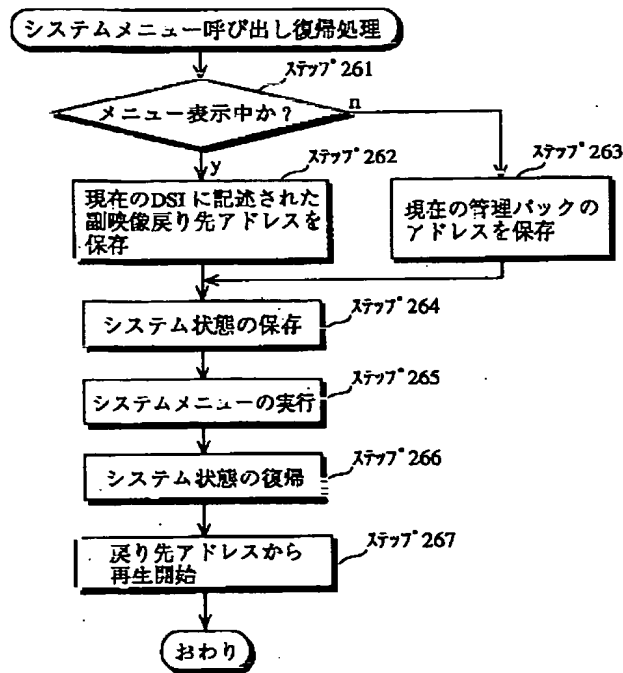 システムメニュー呼び出し復帰処理
ステップ261
メニュー表示中か？
n
y
ステップ262
現在のDSIに記述された
副映像戻り先アドレスを
保存
ステップ263
現在の管理パックの
アドレスを保存
ステップ264
システム状態の保存
ステップ265
システムメニューの実行
ステップ266
システム状態の復帰
ステップ267
戻り先アドレスから
再生開始
おわり